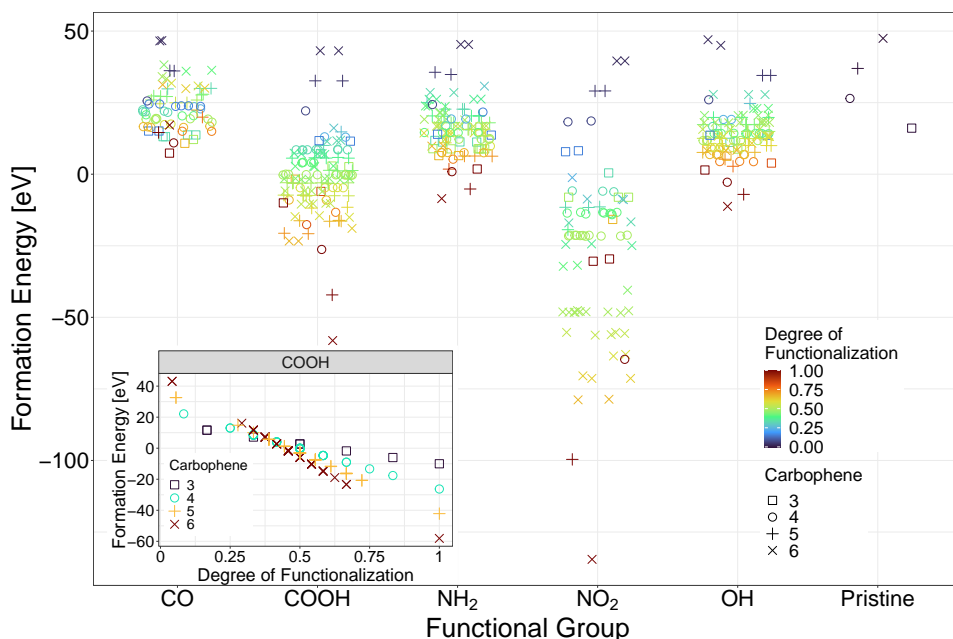 Formation Energy [eV]
50
0
−50
−100
CO
COOH
NH₂
NO₂
OH
Pristine
Functional Group
Degree of
Functionalization
1.00
0.75
0.50
0.25
0.00
Carbophene
3
4
5
6
COOH
Formation Energy [eV]
40
20
0
−20
−40
−60
Carbophene
3
4
5
6
0
0.25
0.5
0.75
1
Degree of Functionalization